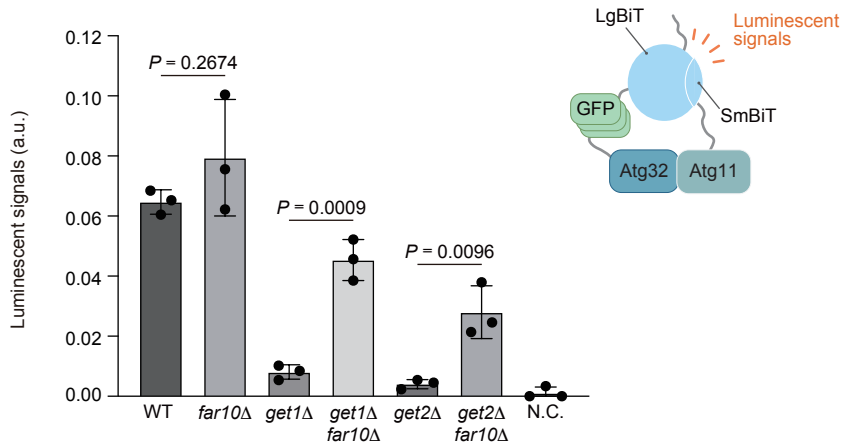 Luminescent signals (a.u.)
0.12
0.10
0.08
0.06
0.04
0.02
0.00
P = 0.2674
P = 0.0009
P = 0.0096
WT
far10Δ
get1Δ
get1Δ
far10Δ
get2Δ
get2Δ
far10Δ
N.C.
LgBiT
Luminescent
signals
SmBiT
GFP
Atg32
Atg11